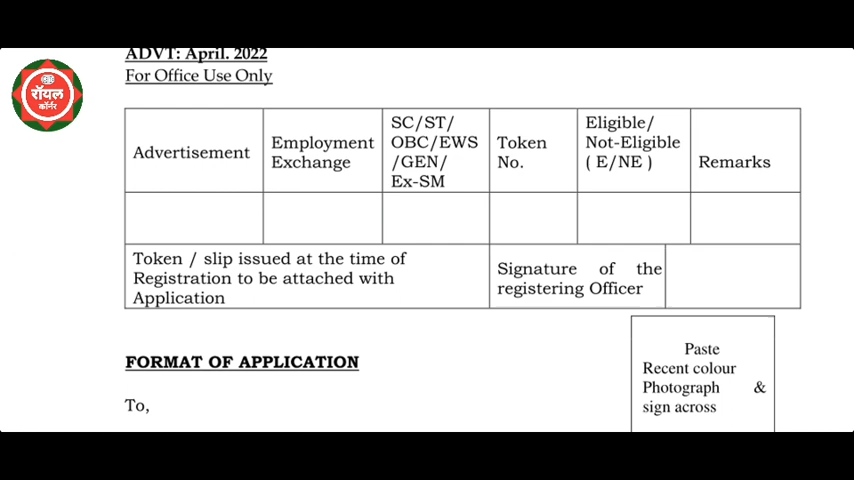 ADVT: April. 2022
For Office Use Only
रॉयल
कॉर्नर
Advertisement
Employment
Exchange
SC/ST/
OBC/EWS
/GEN/
Ex-SM
Token
No.
Eligible/
Not-Eligible
( E/NE )
Remarks
Token / slip issued at the time of
Registration to be attached with
Application
Signature of the
registering Officer
Paste
Recent colour
Photograph &
sign across
FORMAT OF APPLICATION
To,